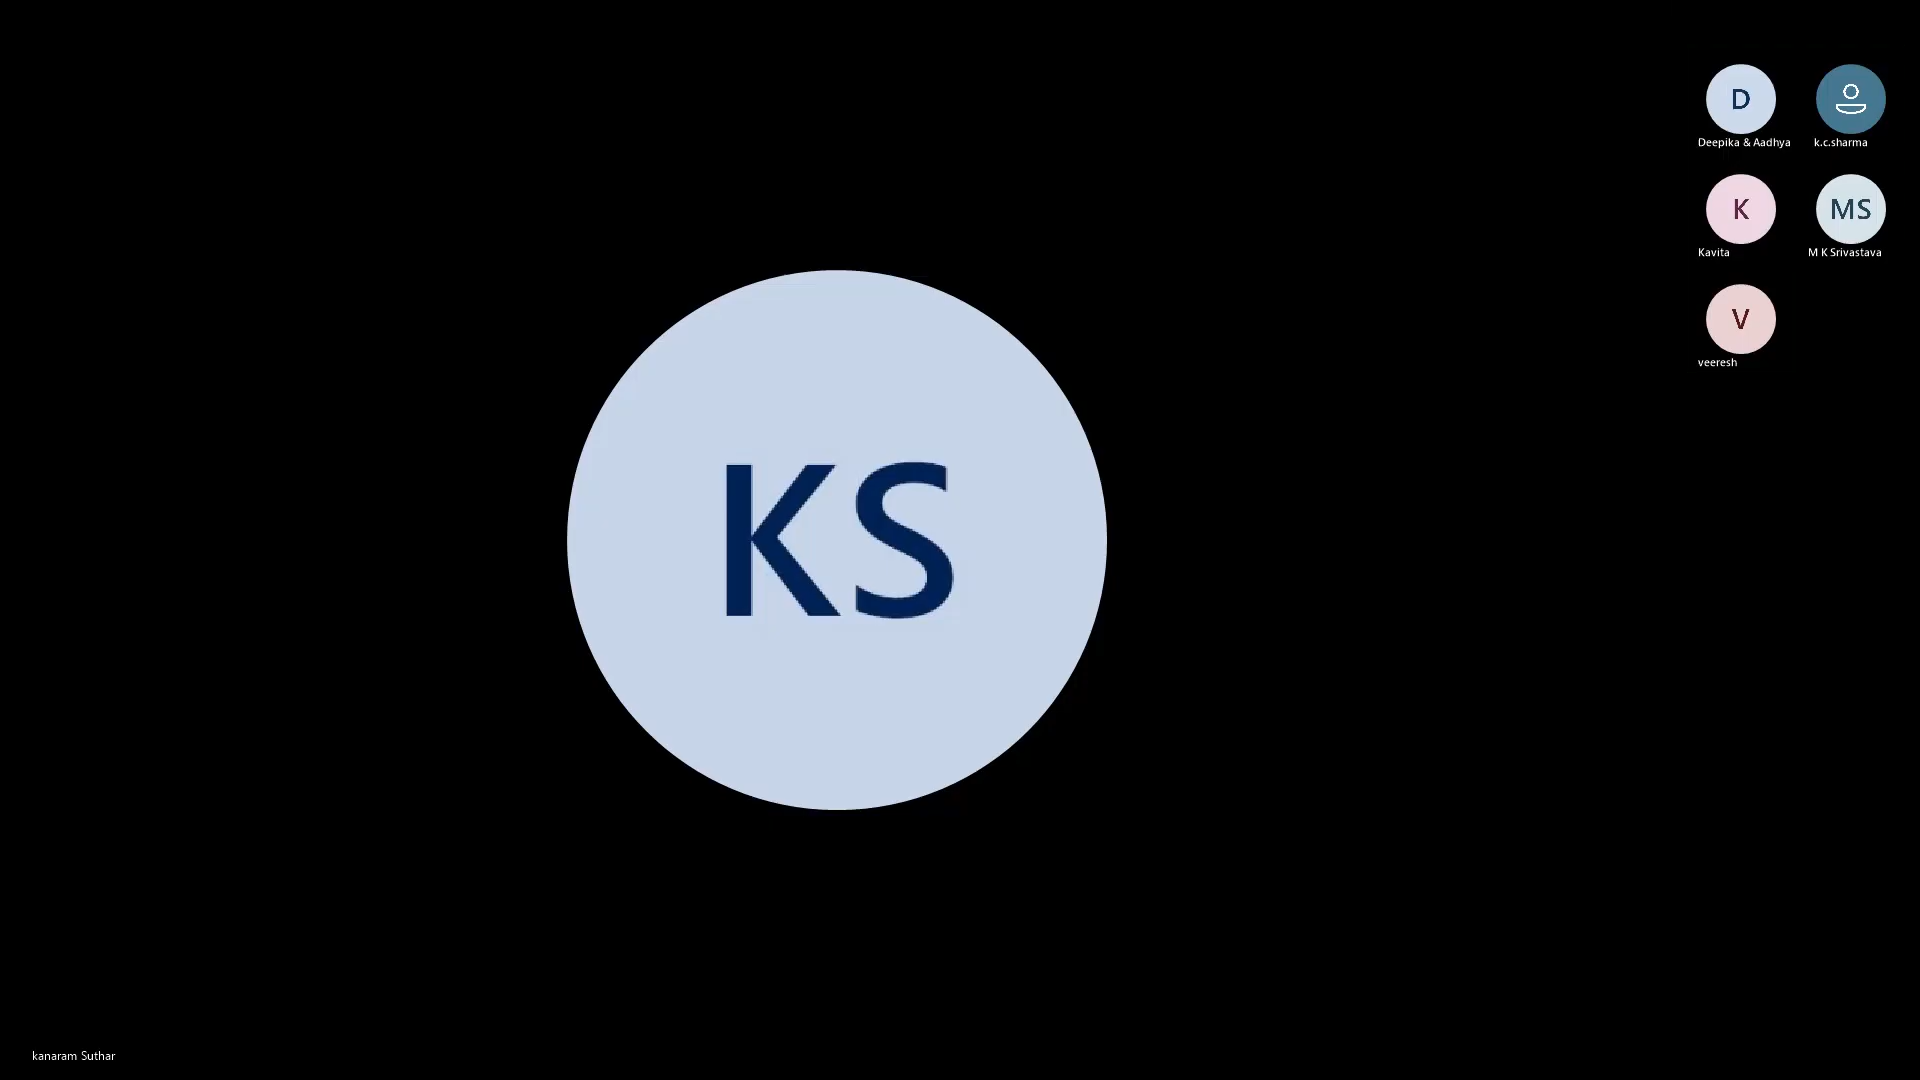 D
Deepika & Aadhya
k.c.sharma
K
MS
Kavita
M K Srivastava
V
veeresh
KS
kanaram Suthar